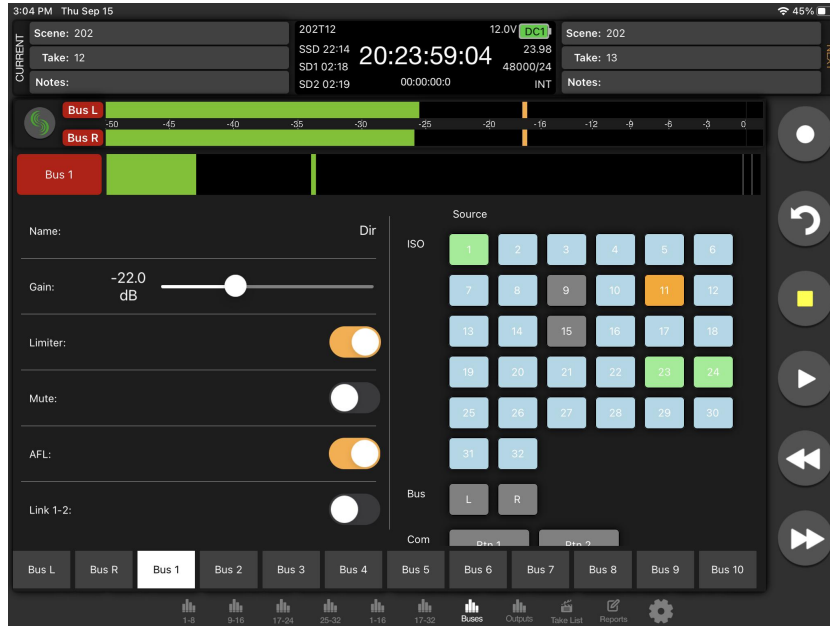 3:04 PM Thu Sep 15
45%
CURRENT
Scene: 202
Take: 12
Notes:
202T12
12.0V DC1
SSD 22:14
SD1 02:18
SD2 02:19
20:23:59:04
00:00:00:0
23.98
48000/24
INT
Scene: 202
Take: 13
Notes:
Bus L
-50 -45 -40 -35 -30 -25 -20 -16 -12 -9 -6 -3 0
Bus R
Bus 1
Name: Dir
Gain: -22.0 dB
Limiter:
Mute:
AFL:
Link 1-2:
Source
ISO
1 2 3 4 5 6
7 8 9 10 11 12
13 14 15 16 17 18
19 20 21 22 23 24
25 26 27 28 29 30
31 32
Bus L R
Com Rtn 1 Rtn 2
Bus L Bus R Bus 1 Bus 2 Bus 3 Bus 4 Bus 5 Bus 6 Bus 7 Bus 8 Bus 9 Bus 10
1-8 9-16 17-24 25-32 1-16 17-32 Buses Outputs Take List Reports